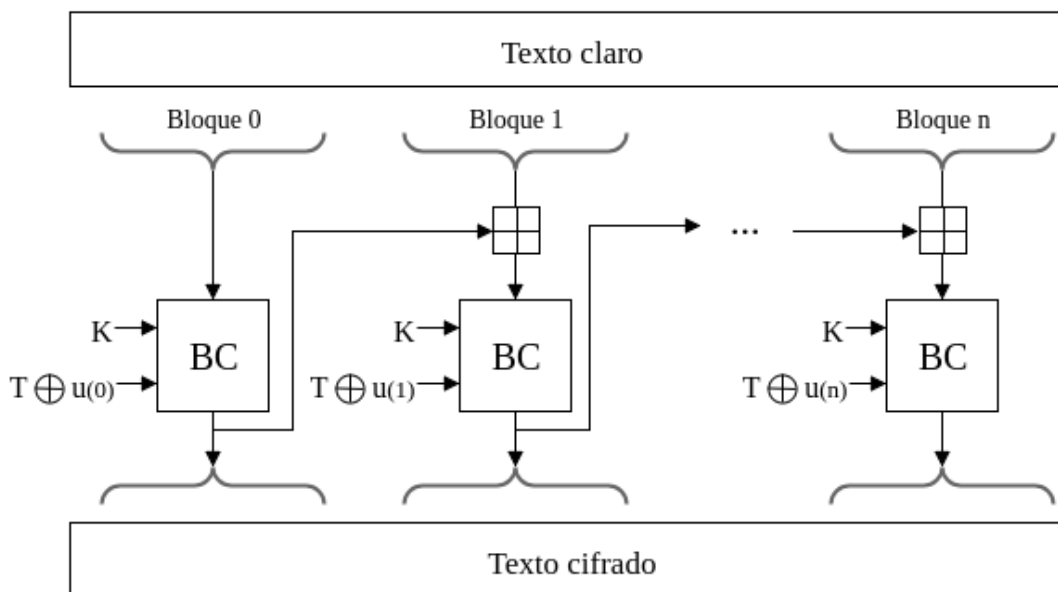 Texto claro
Bloque 0 Bloque 1 Bloque n
...
K K K
BC BC BC
T ⊕ u(0) T ⊕ u(1) T ⊕ u(n)
Texto cifrado